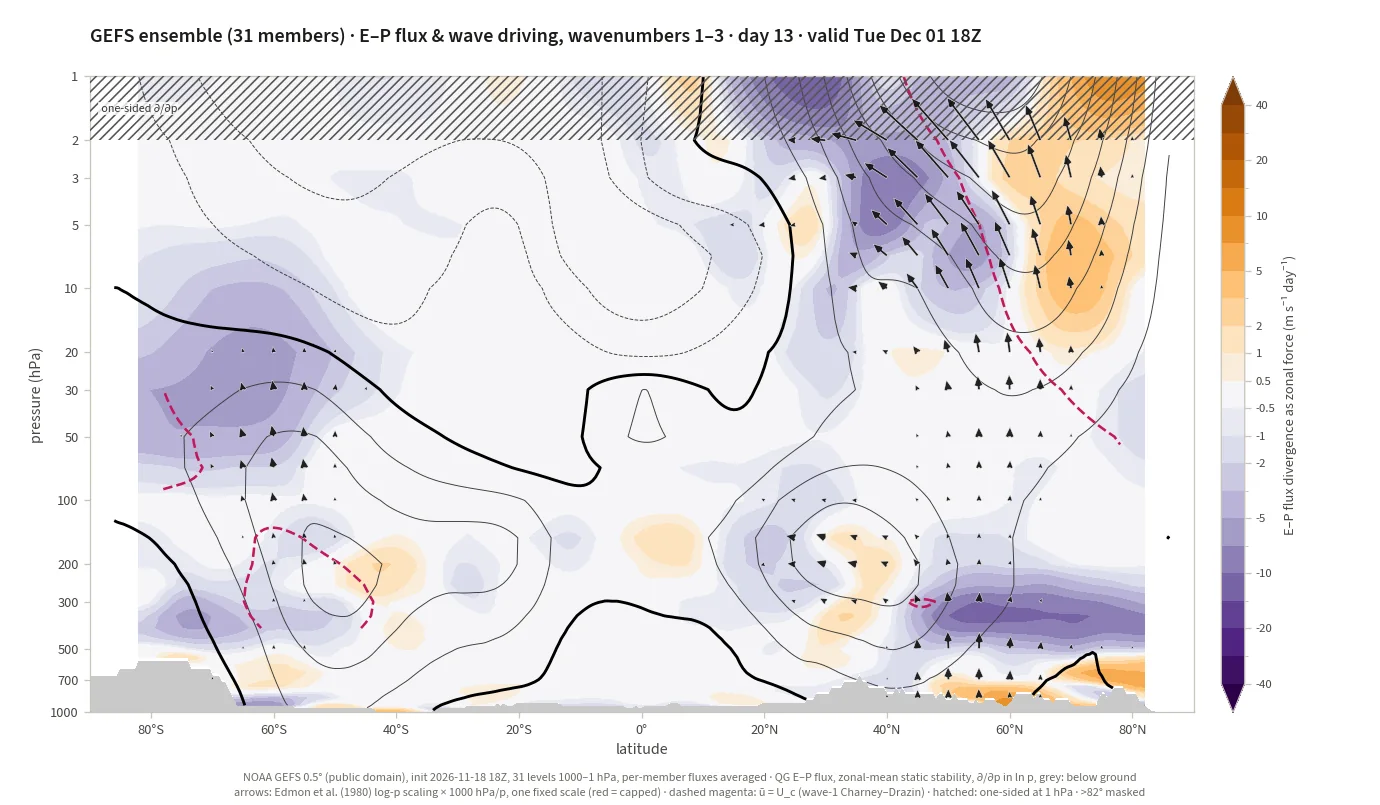 GEFS ensemble (31 members) · E–P flux & wave driving, wavenumbers 1–3 · day 13 · valid Tue Dec 01 18Z
one-sided ∂/∂p
1
2
3
5
10
20
30
50
100
200
300
500
700
1000
pressure (hPa)
80°S
60°S
40°S
20°S
0°
20°N
40°N
60°N
80°N
latitude
40
20
10
5
2
1
0.5
-0.5
-1
-2
-5
-10
-20
-40
E–P flux divergence as zonal force (m s⁻¹ day⁻¹)
NOAA GEFS 0.5° (public domain), init 2026-11-18 18Z, 31 levels 1000–1 hPa, per-member fluxes averaged · QG E–P flux, zonal-mean static stability, ∂/∂p in ln p, grey: below ground
arrows: Edmon et al. (1980) log-p scaling × 1000 hPa/p, one fixed scale (red = capped) · dashed magenta: ū = U_c (wave-1 Charney–Drazin) · hatched: one-sided at 1 hPa · >82° masked